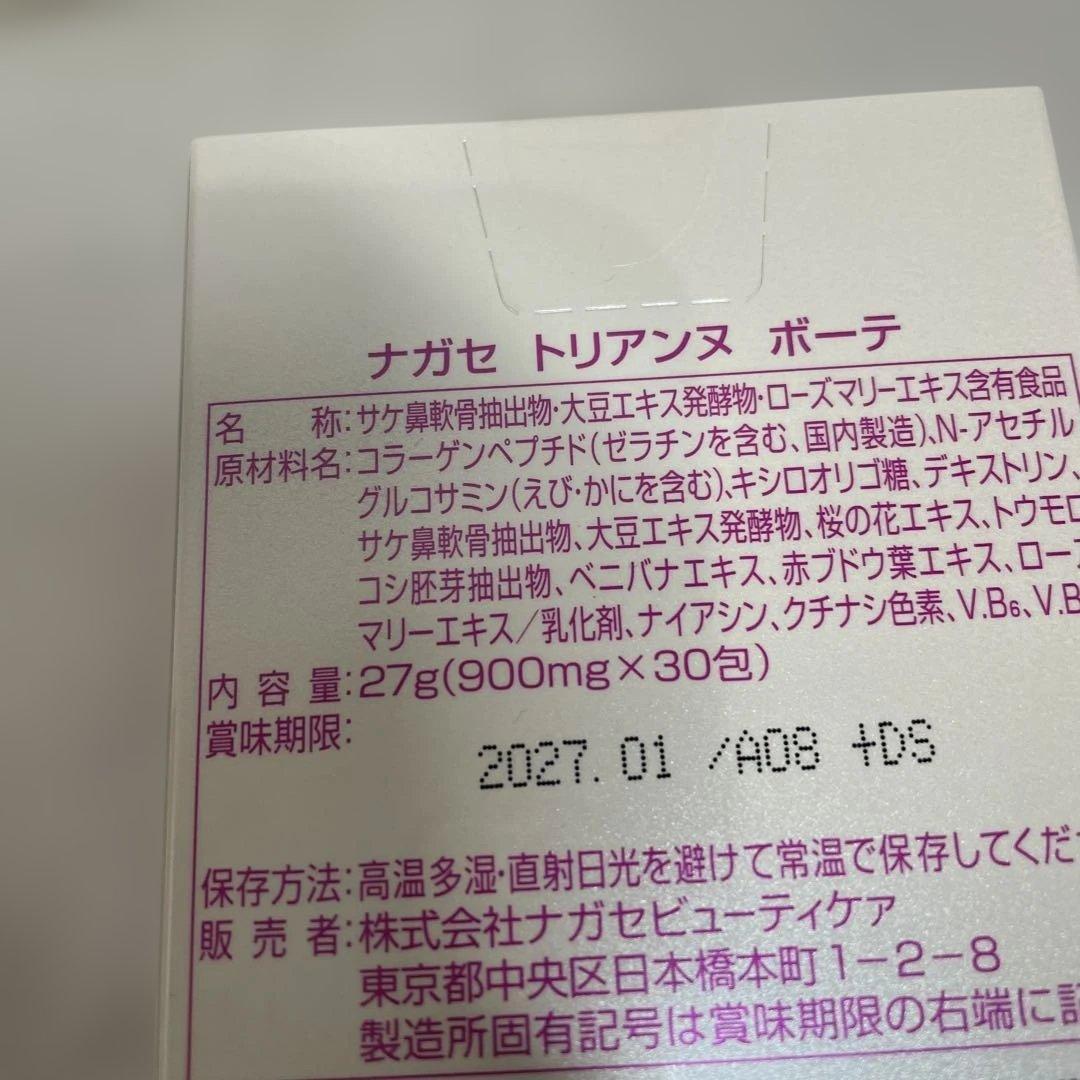 ナガセ トリアンヌ ボーテ
名 称:サケ鼻軟骨抽出物・大豆エキス発酵物・ローズマリーエキス含有食品
原材料名:コラーゲンペプチド(ゼラチンを含む、国内製造)、N-アセチル
グルコサミン(えび・かにを含む)、キシロオリゴ糖、デキストリン、
サケ鼻軟骨抽出物、大豆エキス発酵物、桜の花エキス、トウモロ
コシ胚芽抽出物、ベニバナエキス、赤ブドウ葉エキス、ローズ
マリーエキス/乳化剤、ナイアシン、クチナシ色素、V.B₆、V.B
内 容 量:27g(900mg×30包)
賞味期限:
2027. 01 /A08 +DS
保存方法:高温多湿・直射日光を避けて常温で保存してくだ
販 売 者:株式会社ナガセビューティケァ
東京都中央区日本橋本町1-2-8
製造所固有記号は賞味期限の右端に記